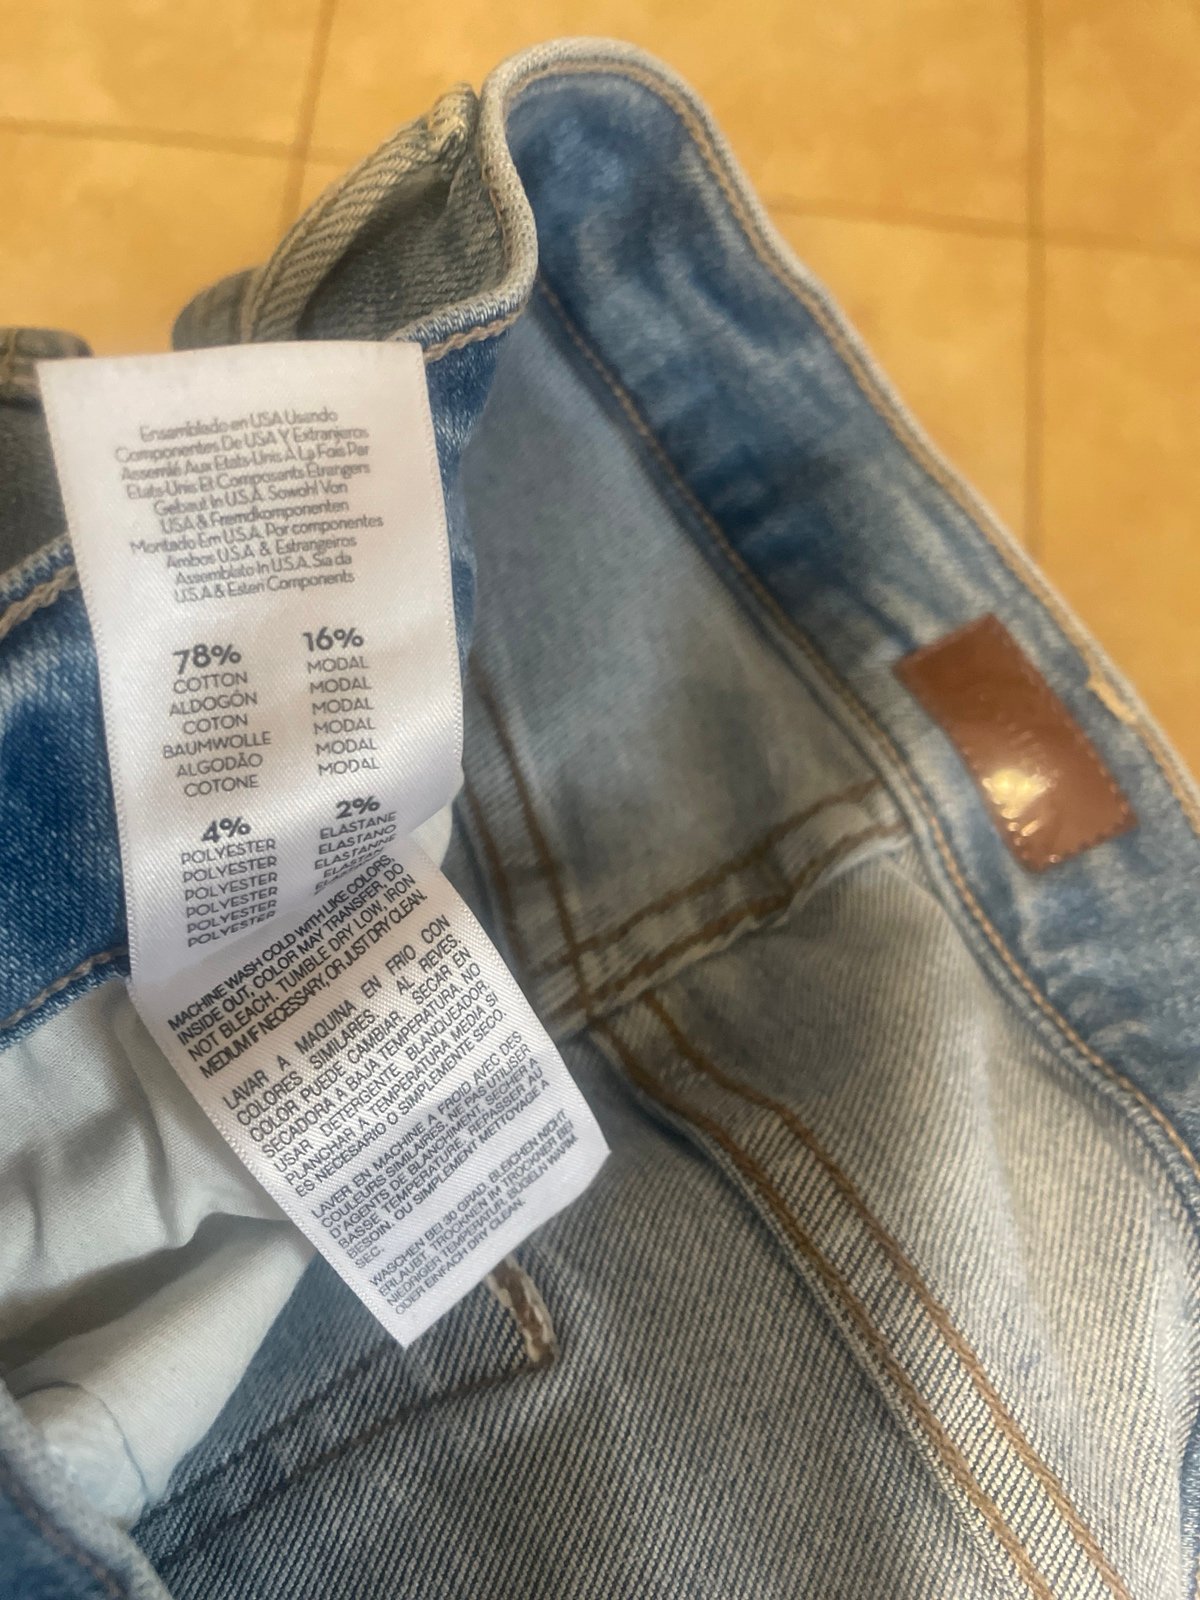 Ensamblado en USA Usando
Componentes De USA Y Extranjeros
Assemlé Aux Etats-Unis À La Fois Par
Etats-Unis Et Composants Etrangers
Gebaut In U.S.A. Sowohl Von
USA & Fremdkomponenten
Montado Em U.S.A. Por componentes
Ambos U.S.A & Estrangeiros
Assemblato In U.S.A. Sia da
U.S.A & Esteri Components
78%
COTTON
ALDOGÓN
COTON
BAUMWOLLE
ALGODÃO
COTONE
16%
MODAL
MODAL
MODAL
MODAL
MODAL
MODAL
4%
POLYESTER
POLYESTER
POLYESTER
POLYESTER
POLYESTER
2%
ELASTANE
ELASTANO
ELASTANNE
MACHINE WASH COLD WITH LIKE COLORS,
INSIDE OUT, COLOR MAY TRANSFER, DO
NOT BLEACH. TUMBLE DRY LOW, IRON
MEDIUM IF NECESSARY, OR JUST DRY CLEAN.
LAVAR A MAQUINA EN FRIO CON
COLORES SIMILARES, AL REVES.
COLOR PUEDE CAMBIAR. SECAR EN
SECADORA A BAJA TEMPERATURA. NO
USAR DETERGENTE BLANQUEADOR.
PLANCHAR A TEMPERATURA MEDIA SI
ES NECESARIO O SIMPLEMENTE SECO.
LAVER EN MACHINE A FROID AVEC DES
COULEURS SIMILAIRES. NE PAS UTILISER
D'AGENTS DE BLANCHIMENT. SECHER A
BASSE TEMPERATURE, REPASSER AU
BESOIN. OU SIMPLEMENT METTOYAGE A
SEC.
WASCHEN BEI 30 GRAD. BLEICHEN NICHT
ERLAUBT. TROCKNEN IM TROCKNER BEI
NIEDRIGER TEMPERATUR. BÜGELN WARM.
ODER EINFACH DRY CLEAN.